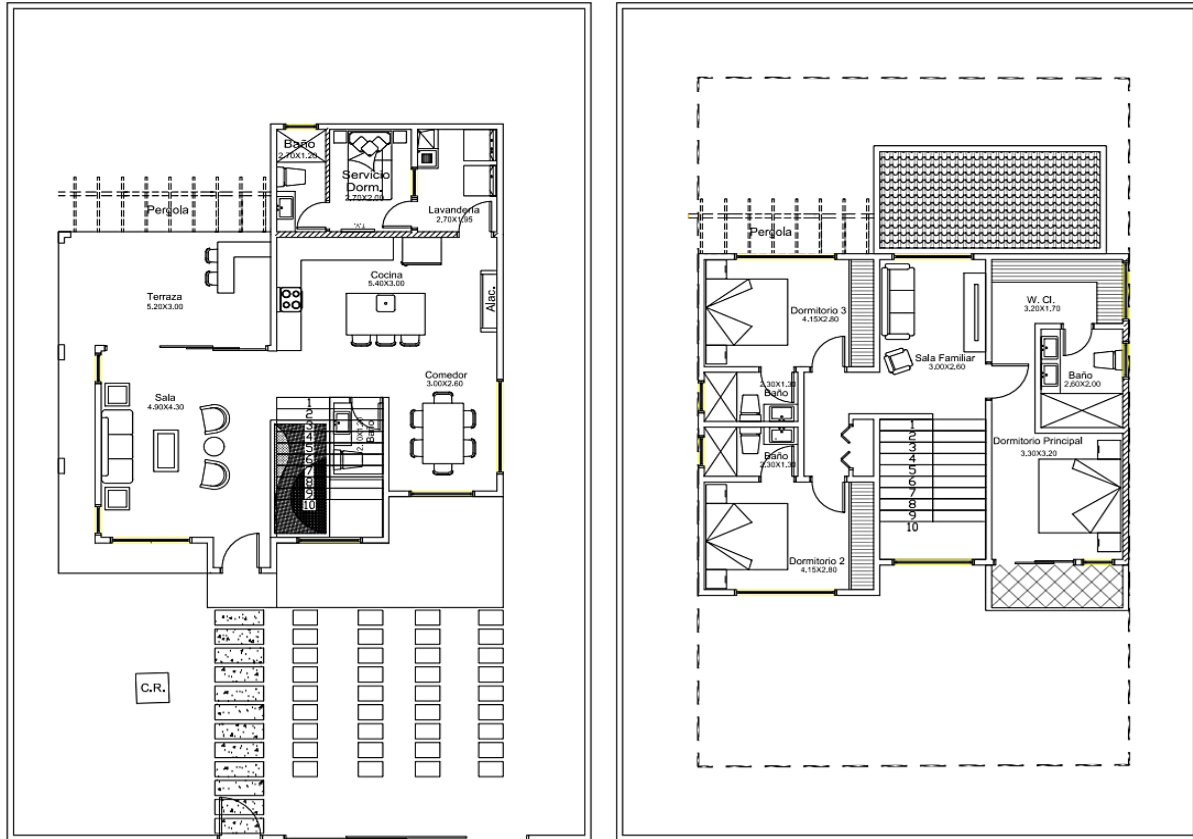 Baño
2.70X1.20
Servicio
Dorm.
2.70X2.00
Lavandería
2.70X1.95
Pergola
Cocina
5.40X3.00
Alac.
Terraza
5.20X3.00
Comedor
3.00X2.60
Sala
4.90X4.30
1
2
3
4
5
6
7
8
9
10
Baño
C.R.
Pergola
Dormitorio 3
4.15X2.80
W. Cl.
3.20X1.70
Sala Familiar
3.00X2.60
Baño
2.60X2.00
2.30X1.30
Baño
Baño
2.30X1.30
1
2
3
4
5
6
7
8
9
10
Dormitorio Principal
3.30X3.20
Dormitorio 2
4.15X2.80